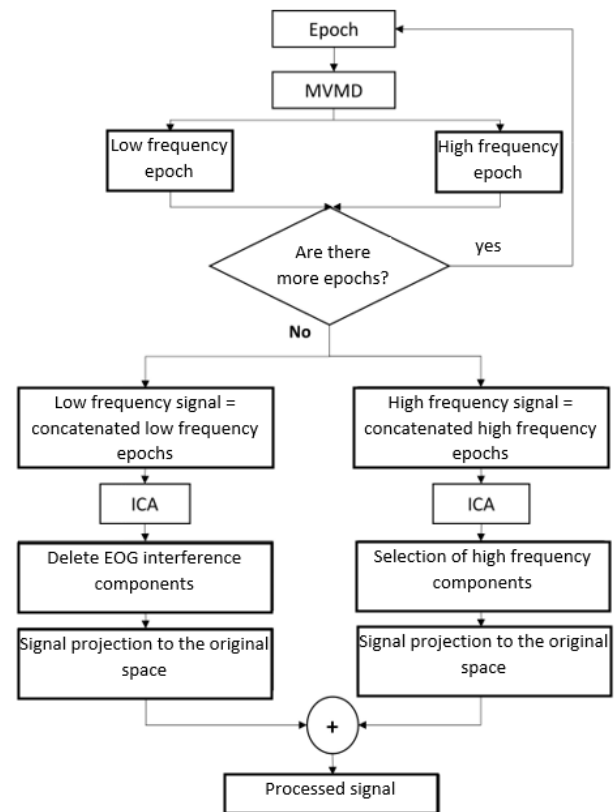 Epoch
MVMD
Low frequency
epoch
High frequency
epoch
Are there
more epochs?
yes
No
Low frequency signal =
concatenated low frequency
epochs
High frequency signal =
concatenated high frequency
epochs
ICA
ICA
Delete EOG interference
components
Selection of high frequency
components
Signal projection to the original
space
Signal projection to the original
space
+
Processed signal